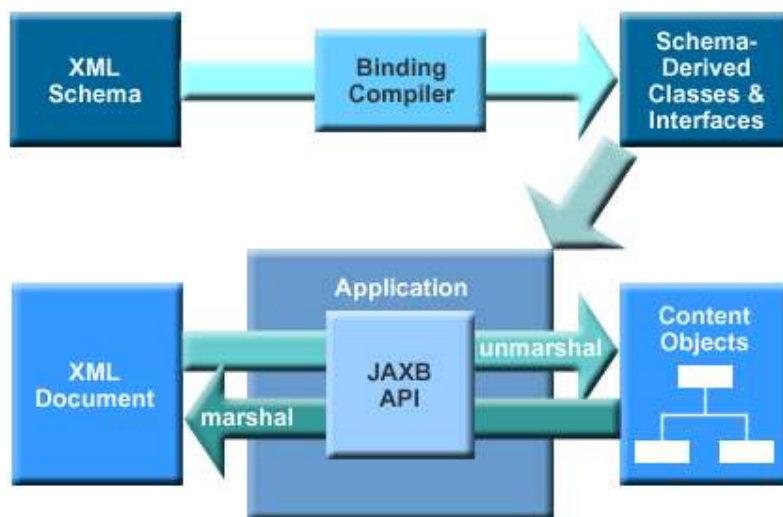 XML
Schema
Binding
Compiler
Schema-
Derived
Classes &
Interfaces
Application
XML
Document
JAXB
API
unmarshal
marshal
Content
Objects